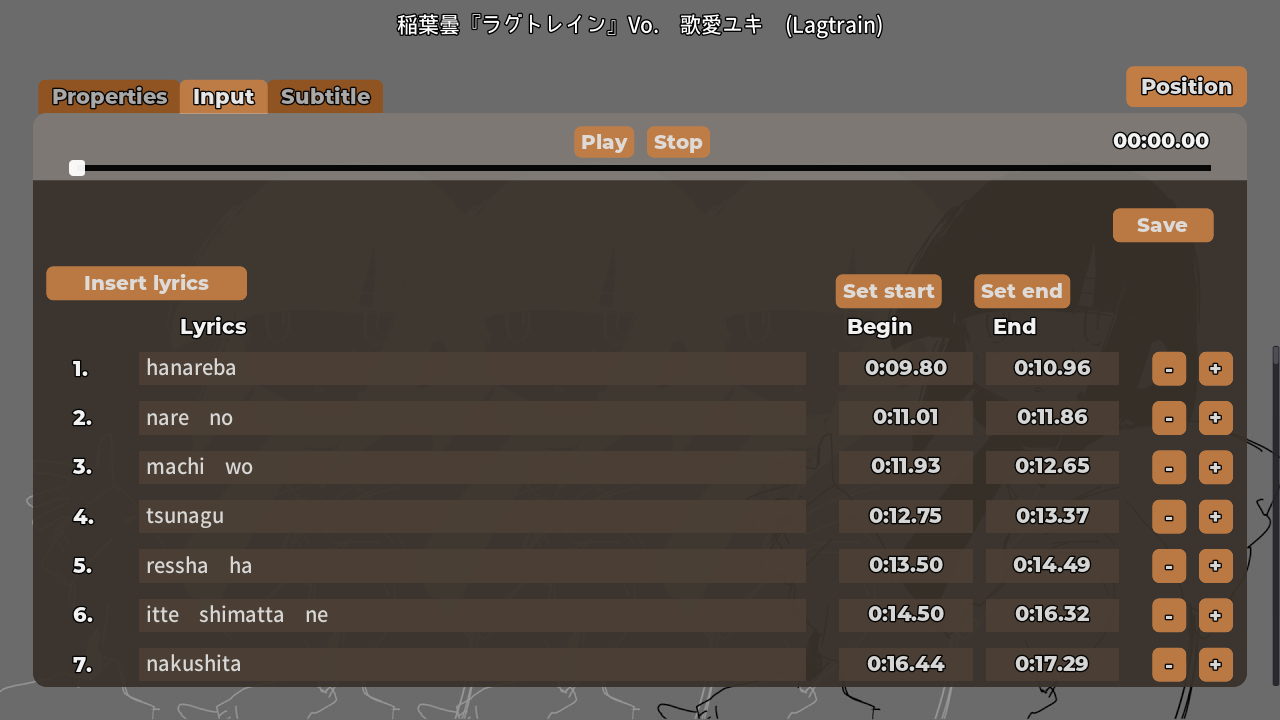 稲葉曇『ラグトレイン』Vo. 歌愛ユキ (Lagtrain)
Properties Input Subtitle Position
Play Stop 00:00.00
Save
Insert lyrics Set start Set end
Lyrics Begin End
1. hanareba 0:09.80 0:10.96 - +
2. nare no 0:11.01 0:11.86 - +
3. machi wo 0:11.93 0:12.65 - +
4. tsunagu 0:12.75 0:13.37 - +
5. ressha ha 0:13.50 0:14.49 - +
6. itte shimatta ne 0:14.50 0:16.32 - +
7. nakushita 0:16.44 0:17.29 - +